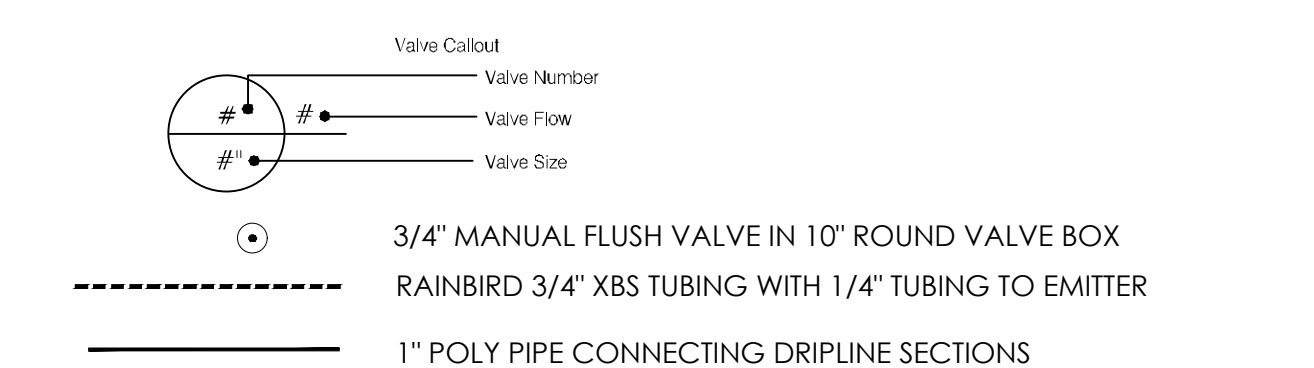 Valve Callout
Valve Number
# # Valve Flow
#" Valve Size
3/4" MANUAL FLUSH VALVE IN 10" ROUND VALVE BOX
RAINBIRD 3/4" XBS TUBING WITH 1/4" TUBING TO EMITTER
1" POLY PIPE CONNECTING DRIPLINE SECTIONS